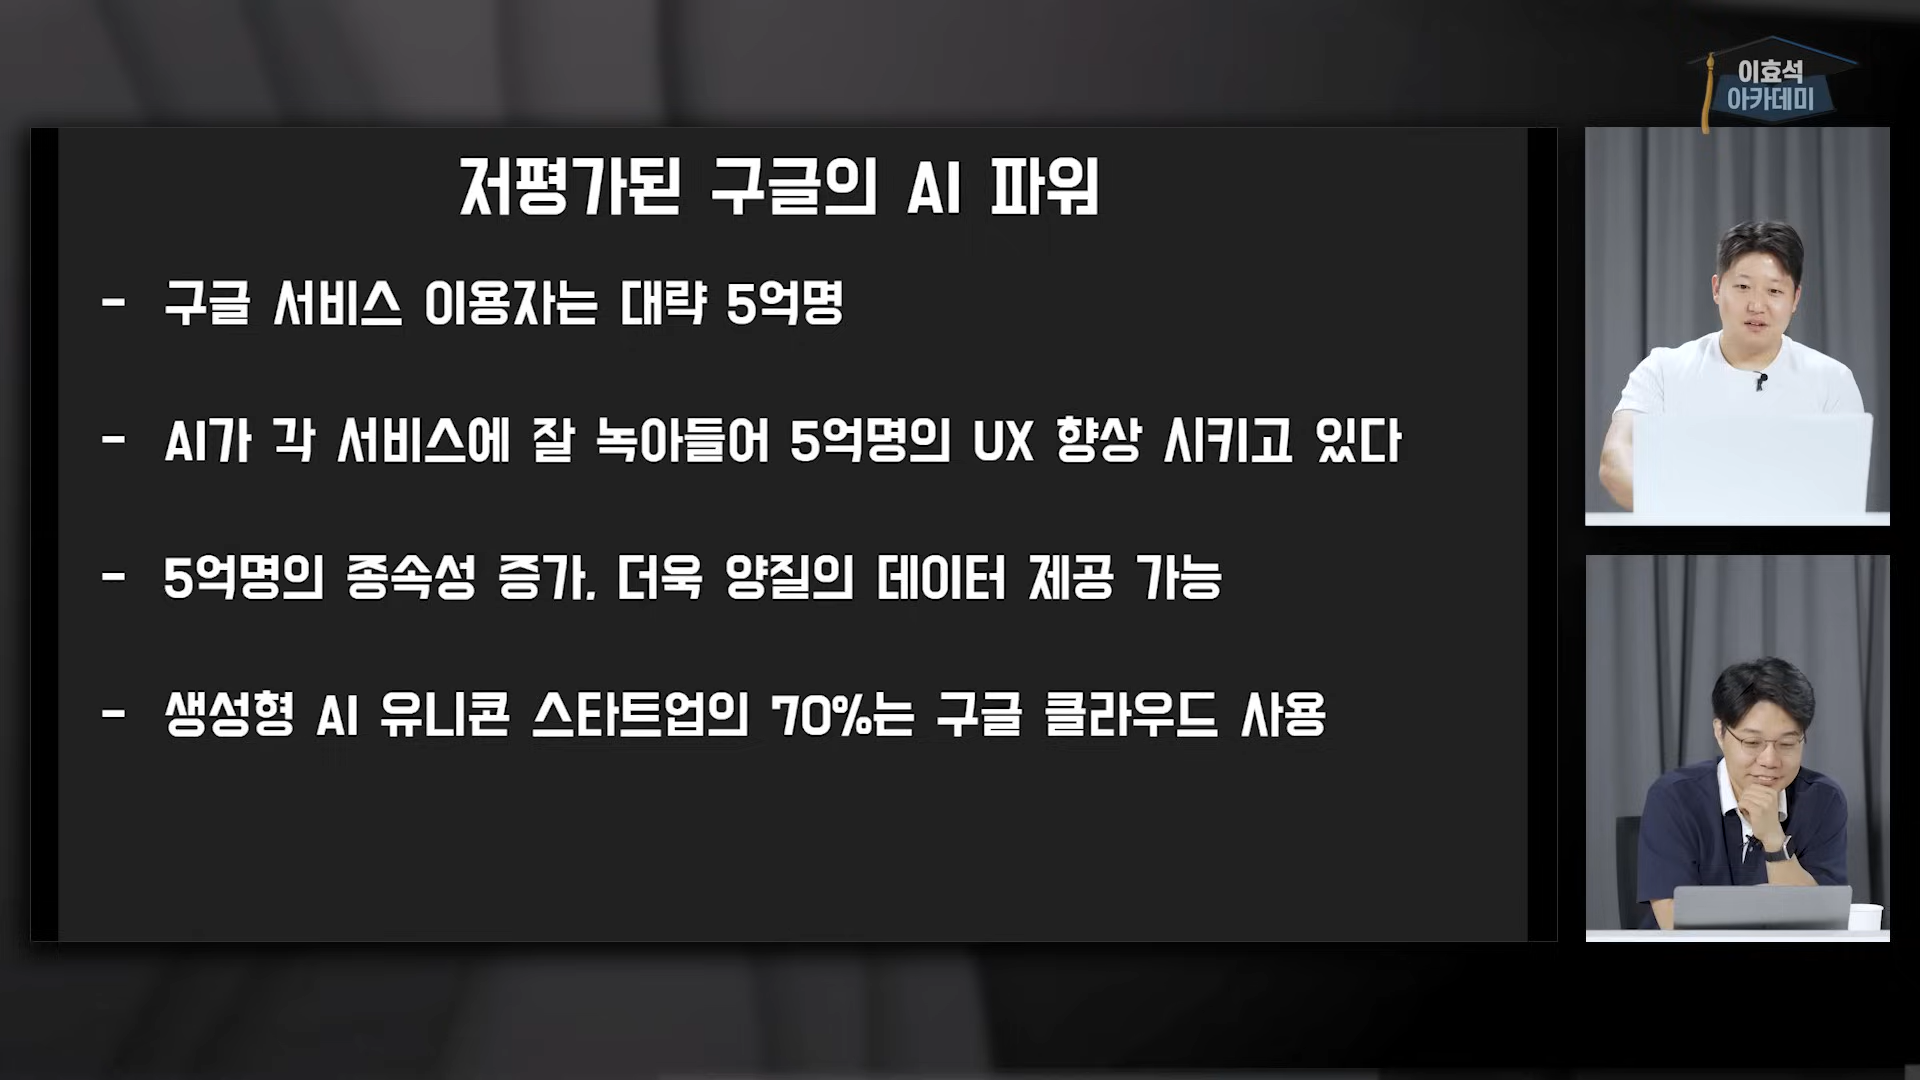 이효석
아카데미
저평가된 구글의 AI 파워
- 구글 서비스 이용자는 대략 5억명
- AI가 각 서비스에 잘 녹아들어 5억명의 UX 향상 시키고 있다
- 5억명의 종속성 증가, 더욱 양질의 데이터 제공 가능
- 생성형 AI 유니콘 스타트업의 70%는 구글 클라우드 사용